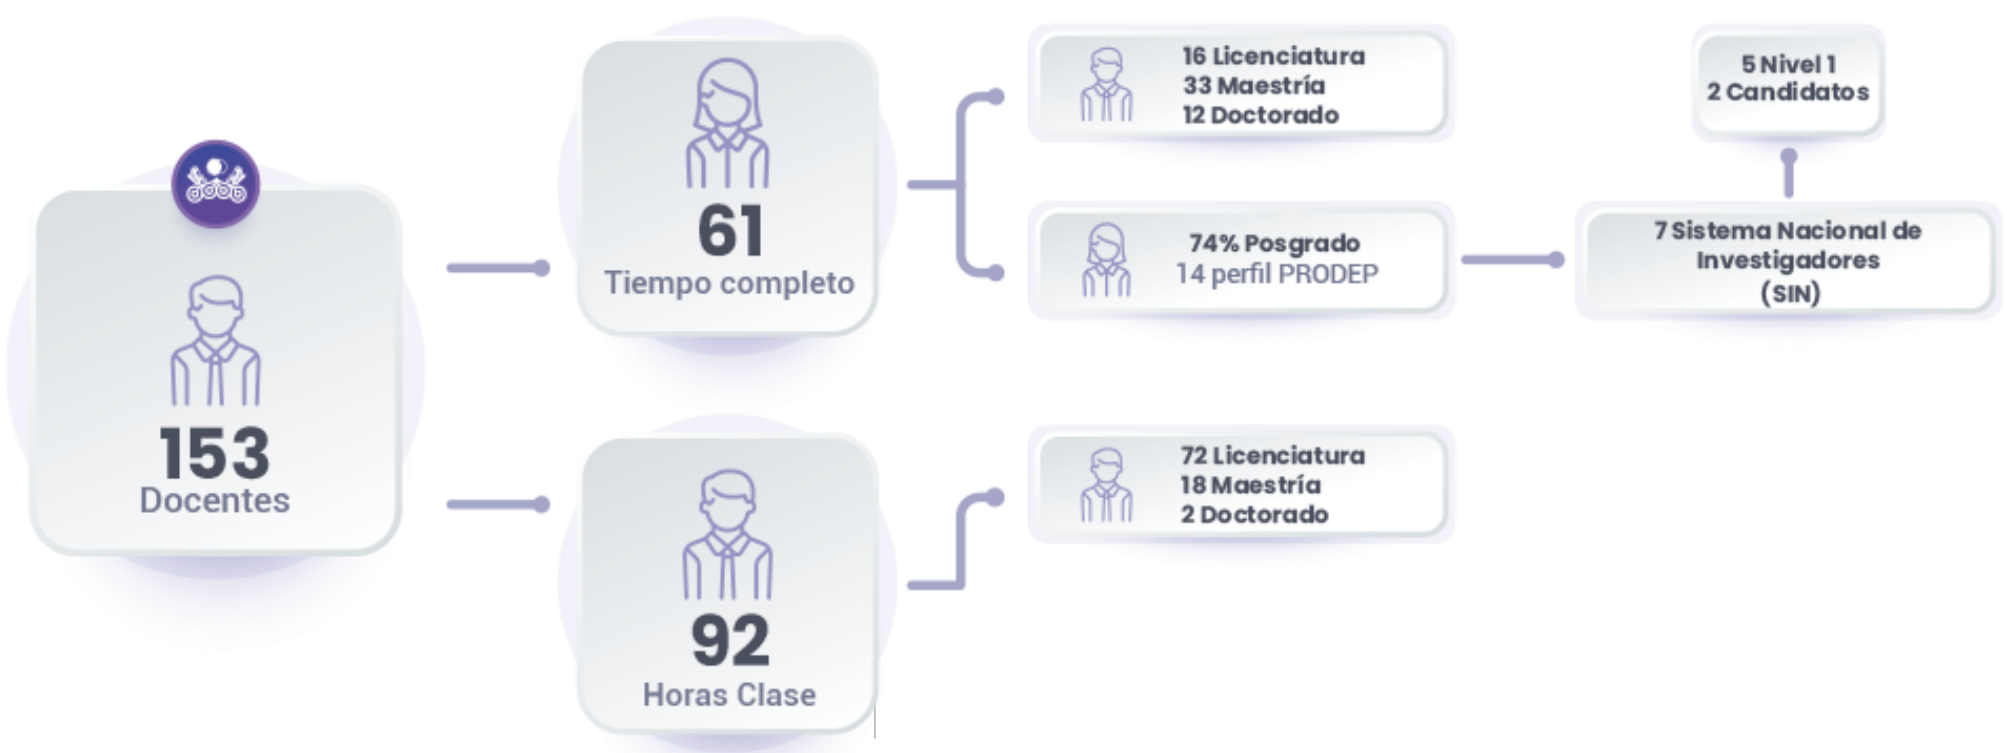 153
Docentes
61
Tiempo completo
16 Licenciatura
33 Maestría
12 Doctorado
74% Posgrado
14 perfil PRODEP
7 Sistema Nacional de
Investigadores
(SIN)
5 Nivel 1
2 Candidatos
92
Horas Clase
72 Licenciatura
18 Maestría
2 Doctorado